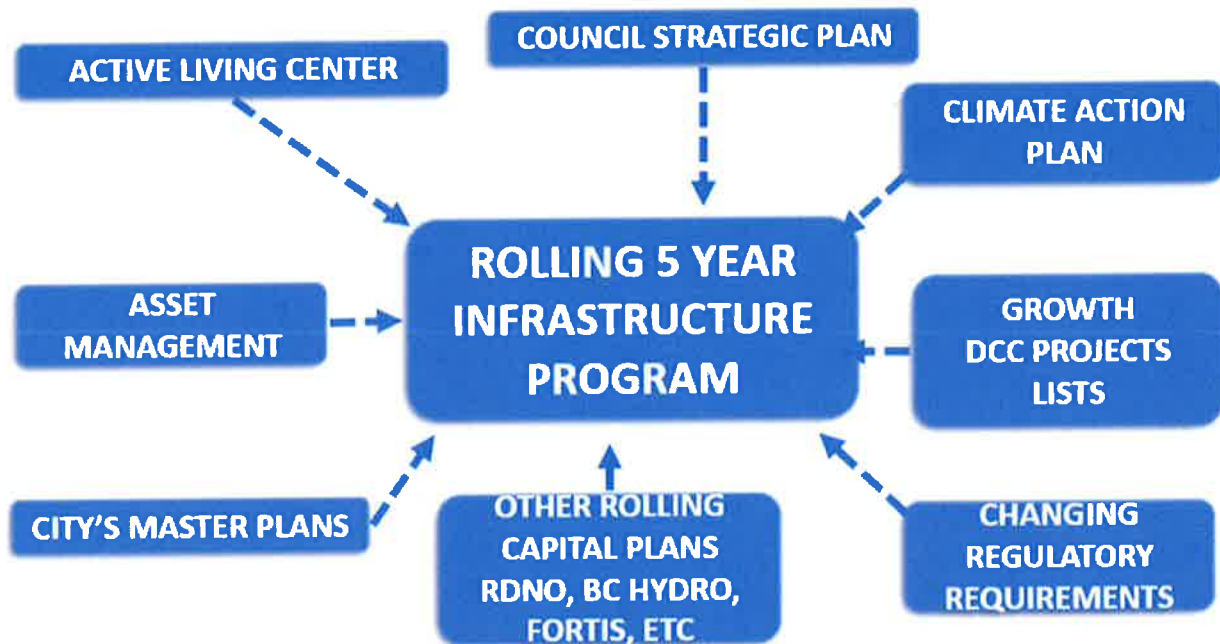 COUNCIL STRATEGIC PLAN
ACTIVE LIVING CENTER
CLIMATE ACTION
PLAN
ROLLING 5 YEAR
INFRASTRUCTURE
PROGRAM
ASSET
MANAGEMENT
GROWTH
DCC PROJECTS
LISTS
CITY'S MASTER PLANS
OTHER ROLLING
CAPITAL PLANS
RDNO, BC HYDRO,
FORTIS, ETC
CHANGING
REGULATORY
REQUIREMENTS